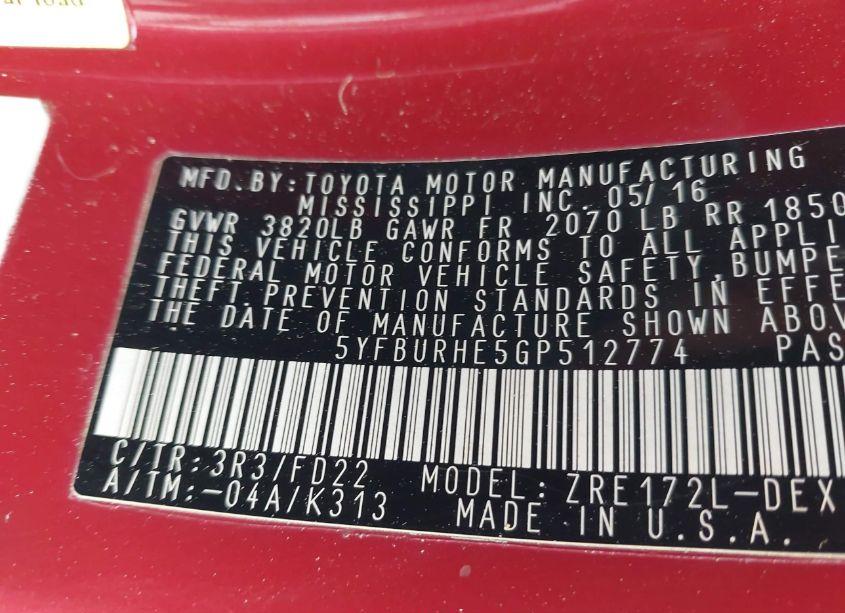 MFD.BY:TOYOTA MOTOR MANUFACTURING
MISSISSIPPI INC. 05/16
GVWR 3820LB GAWR FR 2070 LB RR 1850
THIS VEHICLE CONFORMS TO ALL APPLI
FEDERAL MOTOR VEHICLE SAFETY,BUMPE
THEFT PREVENTION STANDARDS IN EFFE
THE DATE OF MANUFACTURE SHOWN ABOV
5YFBURHE5GP512774 PAS
C/TR:3R3/FD22 MODEL:ZRE172L-DEX
A/TM:-04A/K313 MADE IN U.S.A.